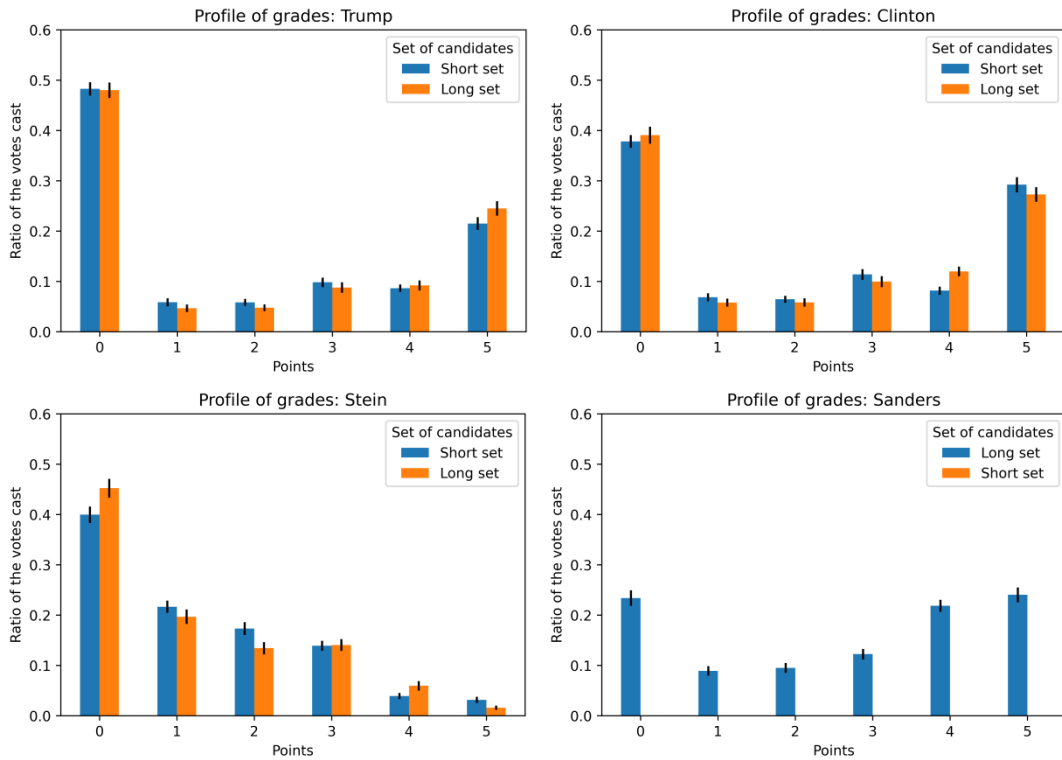 Profile of grades: Trump
Ratio of the votes cast
0.6
0.5
0.4
0.3
0.2
0.1
0.0
Set of candidates
Short set
Long set
0 1 2 3 4 5
Points
Profile of grades: Clinton
Ratio of the votes cast
0.6
0.5
0.4
0.3
0.2
0.1
0.0
Set of candidates
Short set
Long set
0 1 2 3 4 5
Points
Profile of grades: Stein
Ratio of the votes cast
0.6
0.5
0.4
0.3
0.2
0.1
0.0
Set of candidates
Short set
Long set
0 1 2 3 4 5
Points
Profile of grades: Sanders
Ratio of the votes cast
0.6
0.5
0.4
0.3
0.2
0.1
0.0
Set of candidates
Long set
Short set
0 1 2 3 4 5
Points